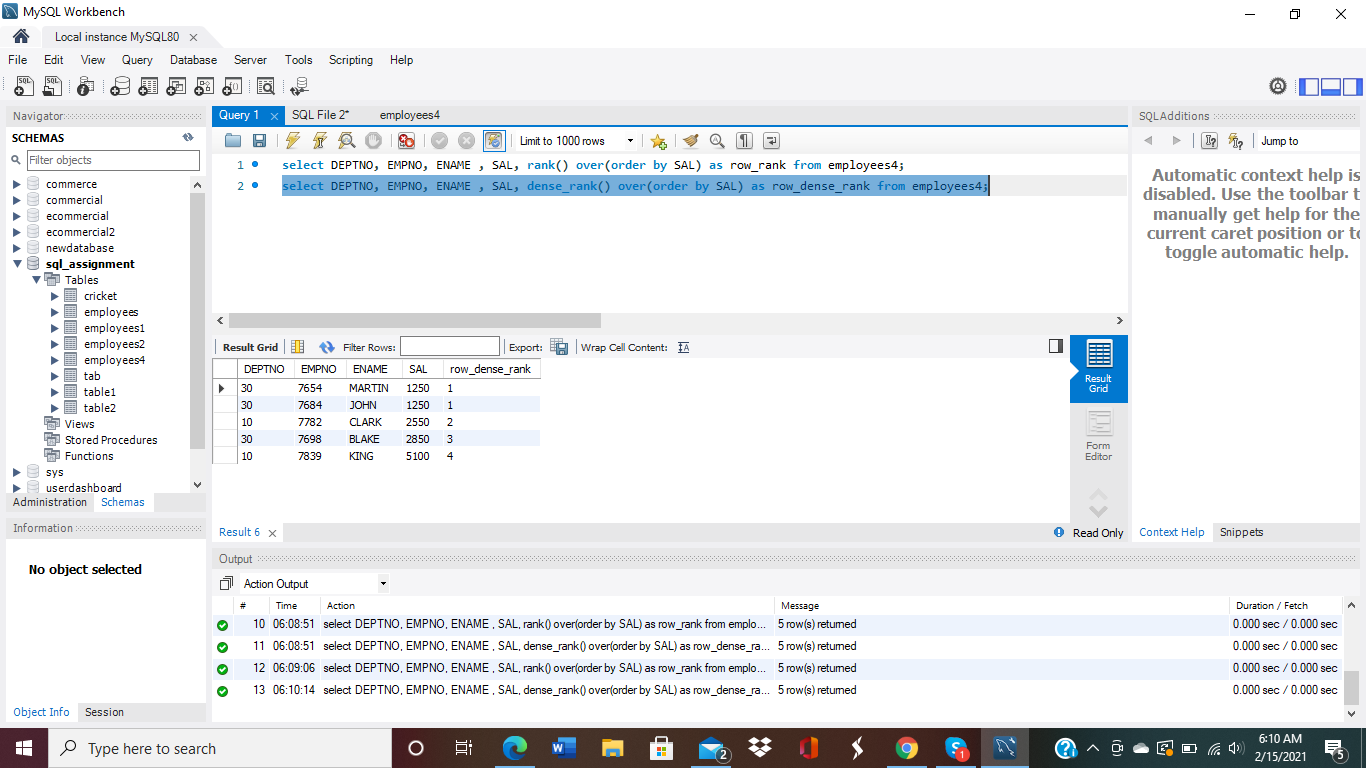 MySQL Workbench
Local instance MySQL80
File Edit View Query Database Server Tools Scripting Help
Navigator
SCHEMAS
Filter objects
commerce
commercial
ecommercial
ecommercial2
newdatabase
sql_assignment
Tables
cricket
employees
employees1
employees2
employees4
tab
table1
table2
Views
Stored Procedures
Functions
sys
userdashboard
Administration Schemas
Information
No object selected
Object Info Session
Query 1 SQL File 2* employees4
Limit to 1000 rows
1 select DEPTNO, EMPNO, ENAME , SAL, rank() over(order by SAL) as row_rank from employees4;
2 select DEPTNO, EMPNO, ENAME , SAL, dense_rank() over(order by SAL) as row_dense_rank from employees4;
Result Grid Filter Rows: Export: Wrap Cell Content:
DEPTNO EMPNO ENAME SAL row_dense_rank
30 7654 MARTIN 1250 1
30 7684 JOHN 1250 1
10 7782 CLARK 2550 2
30 7698 BLAKE 2850 3
10 7839 KING 5100 4
Result
Grid
Form
Editor
Result 6
Read Only
SQLAdditions
Jump to
Automatic context help is
disabled. Use the toolbar t
manually get help for the
current caret position or to
toggle automatic help.
Context Help Snippets
Output
Action Output
# Time Action Message Duration / Fetch
10 06:08:51 select DEPTNO, EMPNO, ENAME , SAL, rank() over(order by SAL) as row_rank from emplo... 5 row(s) returned 0.000 sec / 0.000 sec
11 06:08:51 select DEPTNO, EMPNO, ENAME , SAL, dense_rank() over(order by SAL) as row_dense_ra... 5 row(s) returned 0.000 sec / 0.000 sec
12 06:09:06 select DEPTNO, EMPNO, ENAME , SAL, rank() over(order by SAL) as row_rank from emplo... 5 row(s) returned 0.000 sec / 0.000 sec
13 06:10:14 select DEPTNO, EMPNO, ENAME , SAL, dense_rank() over(order by SAL) as row_dense_ra... 5 row(s) returned 0.000 sec / 0.000 sec
Type here to search
2
1
6:10 AM
2/15/2021
5